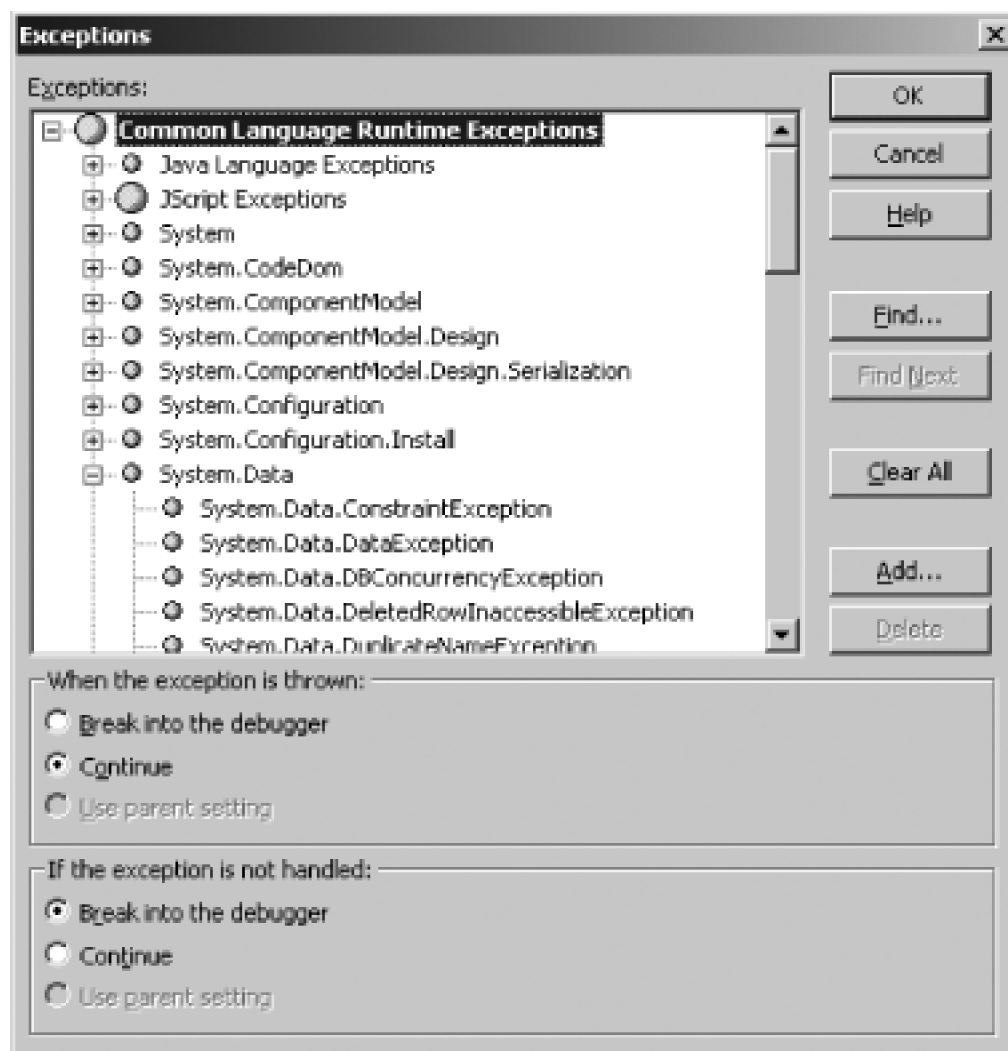 Exceptions
Exceptions:
OK
Common Language Runtime Exceptions
Java Language Exceptions
Cancel
JScript Exceptions
Help
System
System.CodeDom
System.ComponentModel
Find...
System.ComponentModel.Design
System.ComponentModel.Design.Serialization
Find Next
System.Configuration
System.Configuration.Install
System.Data
Clear All
System.Data.ConstraintException
System.Data.DataException
System.Data.DBConcurrencyException
Add...
System.Data.DeletedRowInaccessibleException
System.Data.DuplicateNameException
Delete
When the exception is thrown:
Break into the debugger
Continue
Use parent setting
If the exception is not handled:
Break into the debugger
Continue
Use parent setting